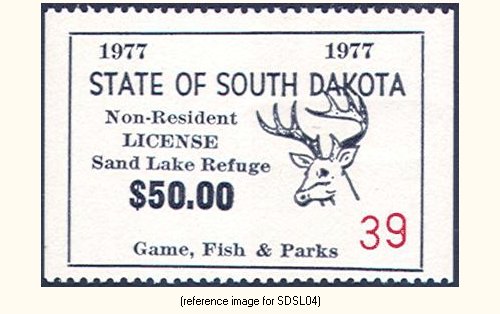 1977 1977
STATE OF SOUTH DAKOTA
Non-Resident
LICENSE
Sand Lake Refuge
$50.00
39
Game, Fish & Parks
(reference image for SDSL04)